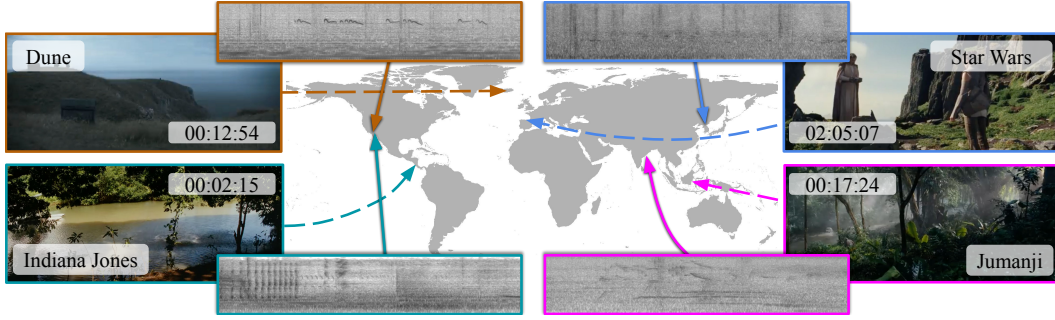 Dune
00:12:54
Star Wars
02:05:07
00:02:15
Indiana Jones
00:17:24
Jumanji